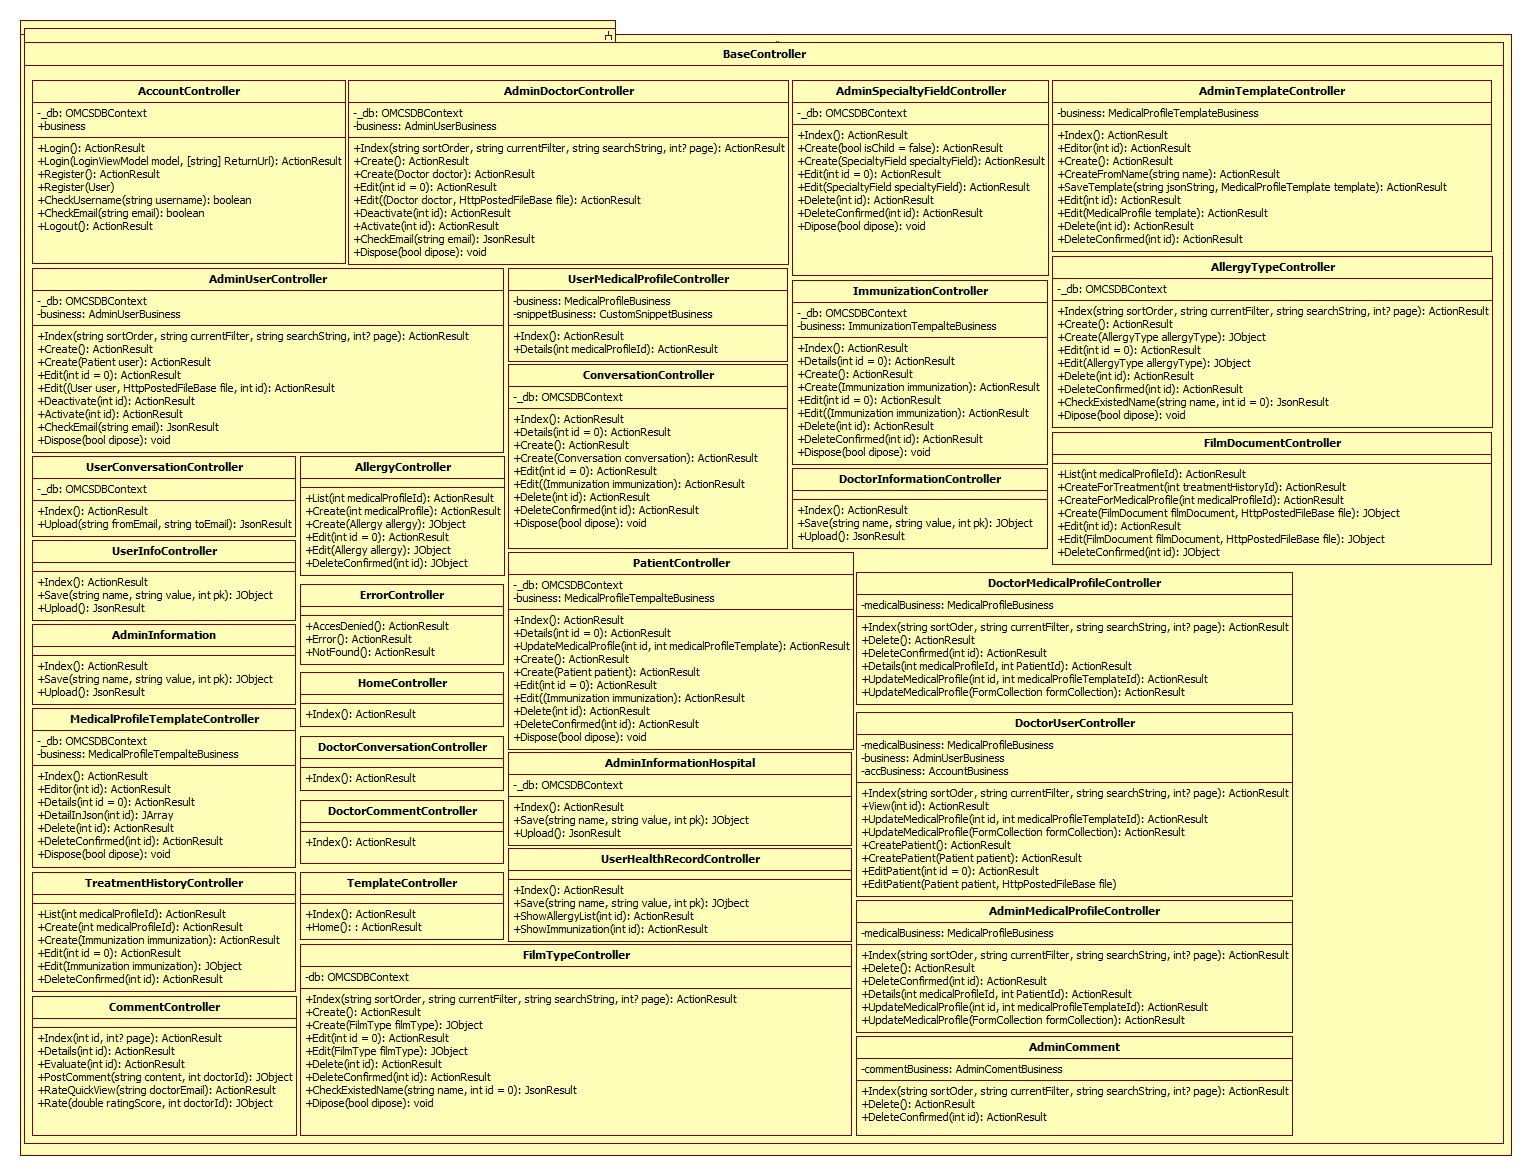 BaseController
AccountController
-_db: OMCSDBContext
+business
+Login(): ActionResult
+Login(LoginViewModel model, [string] ReturnUrl): ActionResult
+Register(): ActionResult
+Register(User)
+CheckUsername(string username): boolean
+CheckEmail(string email): boolean
+Logout(): ActionResult
AdminDoctorController
-_db: OMCSDBContext
-business: AdminUserBusiness
+Index(string sortOrder, string currentFilter, string searchString, int? page): ActionResult
+Create(): ActionResult
+Create(Doctor doctor): ActionResult
+Edit(int id = 0): ActionResult
+Edit((Doctor doctor, HttpPostedFileBase file): ActionResult
+Deactivate(int id): ActionResult
+Activate(int id): ActionResult
+CheckEmail(string email): JsonResult
+Dispose(bool dipose): void
AdminSpecialtyFieldController
-_db: OMCSDBContext
+Index(): ActionResult
+Create(bool isChild = false): ActionResult
+Create(SpecialtyField specialtyField): ActionResult
+Edit(int id = 0): ActionResult
+Edit(SpecialtyField specialtyField): ActionResult
+Delete(int id): ActionResult
+DeleteConfirmed(int id): ActionResult
+Dipose(bool dipose): void
AdminTemplateController
-business: MedicalProfileTemplateBusiness
+Index(): ActionResult
+Editor(int id): ActionResult
+Create(): ActionResult
+CreateFromName(string name): ActionResult
+SaveTemplate(string jsonString, MedicalProfileTemplate template): ActionResult
+Edit(int id): ActionResult
+Edit(MedicalProfile template): ActionResult
+Delete(int id): ActionResult
+DeleteConfirmed(int id): ActionResult
AdminUserController
-_db: OMCSDBContext
-business: AdminUserBusiness
+Index(string sortOrder, string currentFilter, string searchString, int? page): ActionResult
+Create(): ActionResult
+Create(Patient user): ActionResult
+Edit(int id = 0): ActionResult
+Edit((User user, HttpPostedFileBase file, int id): ActionResult
+Deactivate(int id): ActionResult
+Activate(int id): ActionResult
+CheckEmail(string email): JsonResult
+Dispose(bool dipose): void
UserMedicalProfileController
-business: MedicalProfileBusiness
-snippetBusiness: CustomSnippetBusiness
+Index(): ActionResult
+Details(int medicalProfileId): ActionResult
ImmunizationController
-_db: OMCSDBContext
-business: ImmunizationTempalteBusiness
+Index(): ActionResult
+Details(int id = 0): ActionResult
+Create(): ActionResult
+Create(Immunization immunization): ActionResult
+Edit(int id = 0): ActionResult
+Edit((Immunization immunization): ActionResult
+Delete(int id): ActionResult
+DeleteConfirmed(int id): ActionResult
+Dispose(bool dipose): void
AllergyTypeController
-_db: OMCSDBContext
+Index(string sortOrder, string currentFilter, string searchString, int? page): ActionResult
+Create(): ActionResult
+Create(AllergyType allergyType): JObject
+Edit(int id = 0): ActionResult
+Edit(AllergyType allergyType): JObject
+Delete(int id): ActionResult
+DeleteConfirmed(int id): ActionResult
+CheckExistedName(string name, int id = 0): JsonResult
+Dipose(bool dipose): void
ConversationController
-_db: OMCSDBContext
+Index(): ActionResult
+Details(int id = 0): ActionResult
+Create(): ActionResult
+Create(Conversation conversation): ActionResult
+Edit(int id = 0): ActionResult
+Edit((Immunization immunization): ActionResult
+Delete(int id): ActionResult
+DeleteConfirmed(int id): ActionResult
+Dispose(bool dipose): void
FilmDocumentController
+List(int medicalProfileId): ActionResult
+CreateForTreatment(int treatmentHistoryId): ActionResult
+CreateForMedicalProfile(int medicalProfileId): ActionResult
+Create(FilmDocument filmDocument, HttpPostedFileBase file): JObject
+Edit(int id): ActionResult
+Edit(FilmDocument filmDocument, HttpPostedFileBase file): JObject
+DeleteConfirmed(int id): JObject
UserConversationController
-_db: OMCSDBContext
+Index(): ActionResult
+Upload(string fromEmail, string toEmail): JsonResult
AllergyController
+List(int medicalProfileId): ActionResult
+Create(int medicalProfile): ActionResult
+Create(Allergy allergy): JObject
+Edit(int id = 0): ActionResult
+Edit(Allergy allergy): JObject
+DeleteConfirmed(int id): JObject
DoctorInformationController
+Index(): ActionResult
+Save(string name, string value, int pk): JObject
+Upload(): JsonResult
UserInfoController
+Index(): ActionResult
+Save(string name, string value, int pk): JObject
+Upload(): JsonResult
PatientController
-_db: OMCSDBContext
-business: MedicalProfileTempalteBusiness
+Index(): ActionResult
+Details(int id = 0): ActionResult
+UpdateMedicalProfile(int id, int medicalProfileTemplate): ActionResult
+Create(): ActionResult
+Create(Patient patient): ActionResult
+Edit(int id = 0): ActionResult
+Edit((Immunization immunization): ActionResult
+Delete(int id): ActionResult
+DeleteConfirmed(int id): ActionResult
+Dipose(bool dipose): void
DoctorMedicalProfileController
-medicalBusiness: MedicalProfileBusiness
+Index(string sortOder, string currentFilter, string searchString, int? page): ActionResult
+Delete(): ActionResult
+DeleteConfirmed(int id): ActionResult
+Details(int medicalProfileId, int PatientId): ActionResult
+UpdateMedicalProfile(int id, int medicalProfileTemplateId): ActionResult
+UpdateMedicalProfile(FormCollection formCollection): ActionResult
ErrorController
+AccesDenied(): ActionResult
+Error(): ActionResult
+NotFound(): ActionResult
AdminInformation
+Index(): ActionResult
+Save(string name, string value, int pk): JObject
+Upload(): JsonResult
HomeController
+Index(): ActionResult
MedicalProfileTemplateController
-_db: OMCSDBContext
-business: MedicalProfileTempalteBusiness
+Index(): ActionResult
+Editor(int id): ActionResult
+Details(int id = 0): ActionResult
+DetailInJson(int id): JArray
+Delete(int id): ActionResult
+DeleteConfirmed(int id): ActionResult
+Dispose(bool dipose): void
DoctorConversationController
+Index(): ActionResult
DoctorUserController
-medicalBusiness: MedicalProfileBusiness
-business: AdminUserBusiness
-accBusiness: AccountBusiness
+Index(string sortOder, string currentFilter, string searchString, int? page): ActionResult
+View(int id): ActionResult
+UpdateMedicalProfile(int id, int medicalProfileTemplateId): ActionResult
+UpdateMedicalProfile(FormCollection formCollection): ActionResult
+CreatePatient(): ActionResult
+CreatePatient(Patient patient): ActionResult
+EditPatient(int id = 0): ActionResult
+EditPatient(Patient patient, HttpPostedFileBase file)
AdminInformationHospital
-_db: OMCSDBContext
+Index(): ActionResult
+Save(string name, string value, int pk): JObject
+Upload(): JsonResult
DoctorCommentController
+Index(): ActionResult
UserHealthRecordController
+Index(): ActionResult
+Save(string name, string value, int pk): JOjbect
+ShowAllergyList(int id): ActionResult
+ShowImmunization(int id): ActionResult
TreatmentHistoryController
+List(int medicalProfileId): ActionResult
+Create(int medicalProfileId): ActionResult
+Create(Immunization immunization): ActionResult
+Edit(int id = 0): ActionResult
+Edit(Immunization immunization): JObject
+DeleteConfirmed(int id): ActionResult
TemplateController
+Index(): ActionResult
+Home(): : ActionResult
AdminMedicalProfileController
-medicalBusiness: MedicalProfileBusiness
+Index(string sortOder, string currentFilter, string searchString, int? page): ActionResult
+Delete(): ActionResult
+DeleteConfirmed(int id): ActionResult
+Details(int medicalProfileId, int PatientId): ActionResult
+UpdateMedicalProfile(int id, int medicalProfileTemplateId): ActionResult
+UpdateMedicalProfile(FormCollection formCollection): ActionResult
FilmTypeController
-db: OMCSDBContext
+Index(string sortOrder, string currentFilter, string searchString, int? page): ActionResult
+Create(): ActionResult
+Create(FilmType filmType): JObject
+Edit(int id = 0): ActionResult
+Edit(FilmType filmType): JObject
+Delete(int id): ActionResult
+DeleteConfirmed(int id): ActionResult
+CheckExistedName(string name, int id = 0): JsonResult
+Dipose(bool dipose): void
CommentController
+Index(int id, int? page): ActionResult
+Details(int id): ActionResult
+Evaluate(int id): ActionResult
+PostComment(string content, int doctorId): JObject
+RateQuickView(string doctorEmail): ActionResult
+Rate(double ratingScore, int doctorId): JObject
AdminComment
-commentBusiness: AdminComentBusiness
+Index(string sortOder, string currentFilter, string searchString, int? page): ActionResult
+Delete(): ActionResult
+DeleteConfirmed(int id): ActionResult